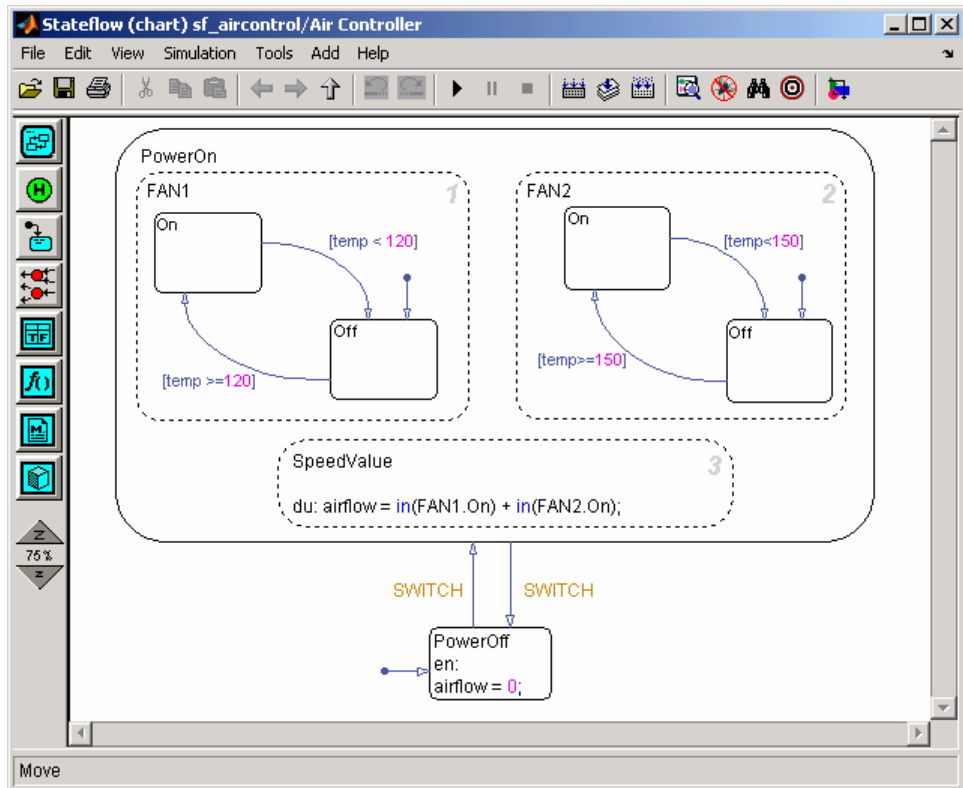 Stateflow (chart) sf_aircontrol/Air Controller
File Edit View Simulation Tools Add Help
PowerOn
FAN1 1
FAN2 2
On
[temp < 120]
Off
[temp >=120]
On
[temp<150]
Off
[temp>=150]
SpeedValue 3
du: airflow = in(FAN1.On) + in(FAN2.On);
SWITCH SWITCH
PowerOff
en:
airflow = 0;
H
TF
f()
M
Z
75%
z
Move